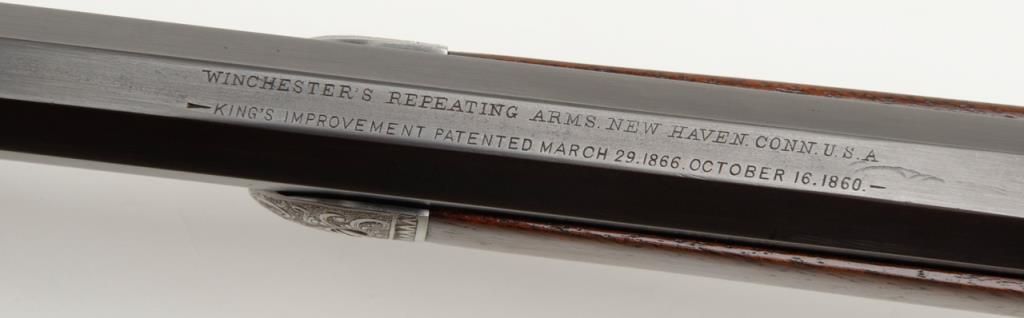 WINCHESTER'S REPEATING ARMS. NEW HAVEN. CONN. U.S.A
KING'S IMPROVEMENT PATENTED MARCH 29. 1866. OCTOBER 16. 1860.—